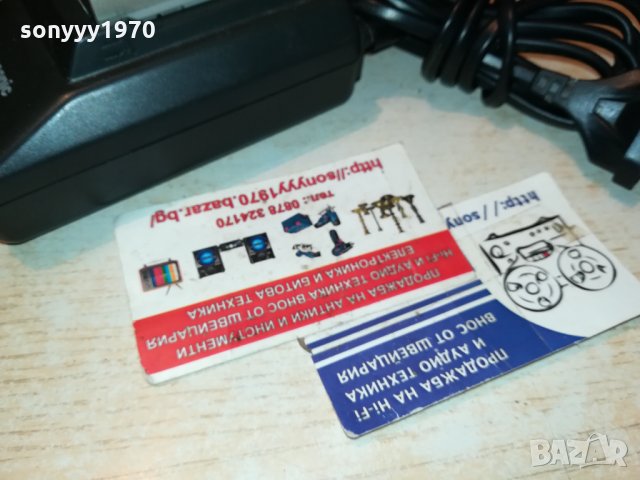 sonyyy1970
http://sonyyy1970.bazar.bg/
тел.: 0878 324170
ПРОДАЖБА НА АНТИКИ И ИНСТУМЕНТИ
Hi-Fi И АУДИО ТЕХНИКА ВНОС ОТ ШВЕЙЦАРИЯ
ЕЛЕКТРОНИКА И БИТОВА ТЕХНИКА
http://sony
ПРОДАЖБА НА Hi-Fi
И АУДИО ТЕХНИКА
ВНОС ОТ ШВЕЙЦАРИЯ
BAZAR